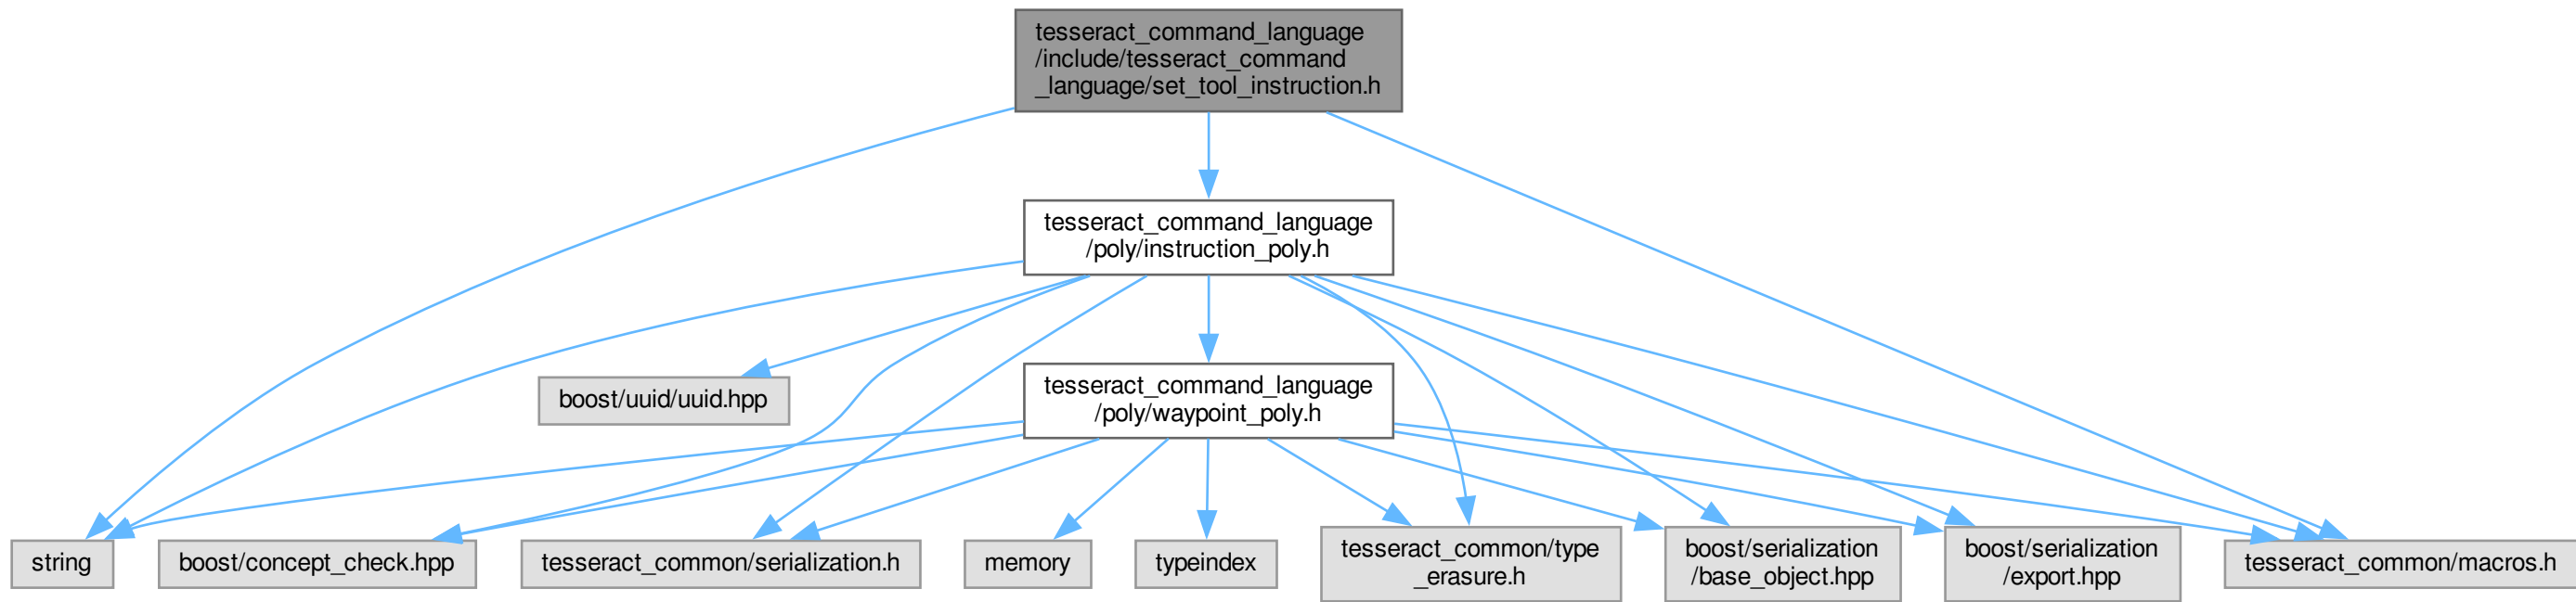 tesseract_command_language
/include/tesseract_command
_language/set_tool_instruction.h
tesseract_command_language
/poly/instruction_poly.h
boost/uuid/uuid.hpp
tesseract_command_language
/poly/waypoint_poly.h
string
boost/concept_check.hpp
tesseract_common/serialization.h
memory
typeindex
tesseract_common/type
_erasure.h
boost/serialization
/base_object.hpp
boost/serialization
/export.hpp
tesseract_common/macros.h